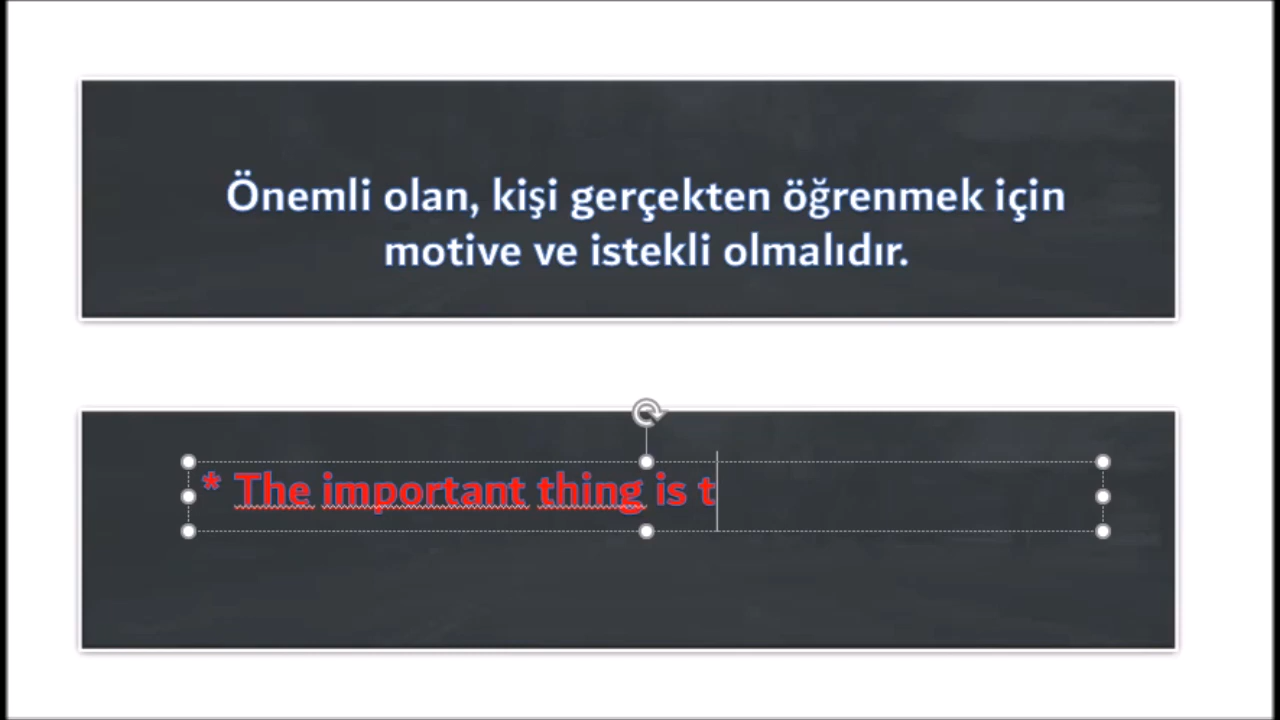 Önemli olan, kişi gerçekten öğrenmek için
motive ve istekli olmalıdır.
* The important thing is t